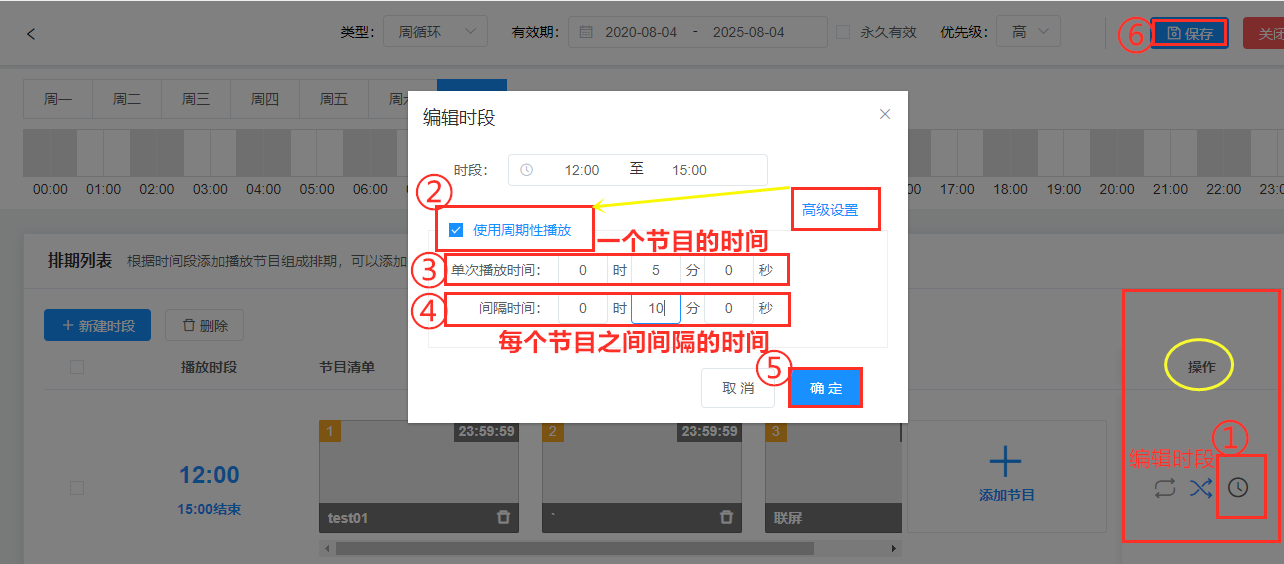 类型： 周循环 有效期： 2020-08-04 - 2025-08-04 永久有效 优先级： 高 ⑥ 保存 关闭
周一 周二 周三 周四 周五 周六
编辑时段
时段： 12:00 至 15:00
00:00 01:00 02:00 03:00 04:00 05:00 06:00 17:00 18:00 19:00 20:00 21:00 22:00
②
高级设置
使用周期性播放
一个节目的时间
排期列表 根据时间段添加播放节目组成排期，可以添加
③ 单次播放时间： 0 时 5 分 0 秒
④ 间隔时间： 0 时 10 分 0 秒
新建时段 删除
每个节目之间间隔的时间
播放时段 节目清单 操作
⑤
取 消 确 定
1 23:59:59 2 23:59:59 3
①
编辑时段
12:00
15:00结束
添加节目
test01 ` 联屏